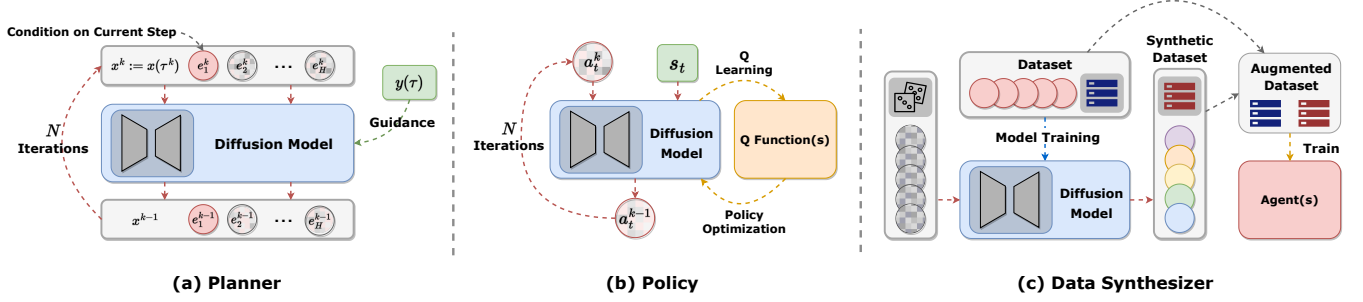 Condition on Current Step
x^k := x(τ^k) e_1^k e_2^k ... e_H^k
y(τ)
Guidance
N
Iterations
Diffusion Model
x^{k-1} e_1^{k-1} e_2^{k-1} ... e_H^{k-1}
(a) Planner
a_t^k
s_t
Q
Learning
N
Iterations
Diffusion
Model
Q Function(s)
a_t^{k-1}
Policy
Optimization
(b) Policy
Dataset
Synthetic
Dataset
Augmented
Dataset
Model Training
Train
Diffusion
Model
Agent(s)
(c) Data Synthesizer